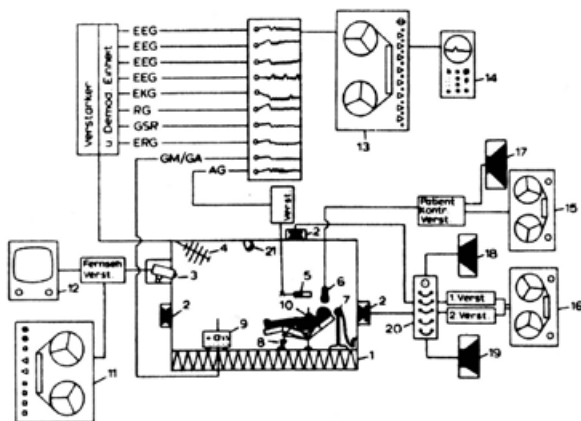 EEG
EEG
EEG
EEG
EKG
RG
GSR
ERG
GM/GA
AG
Verstärker
u Demod. Einheit
Verst.
Patient
Kontr.
Verst
Fernseh
Verst.
1 Verst
2 Verst
1
2
2
2
3
4
5
6
7
8
9
10
11
12
13
14
15
16
17
18
19
20
21